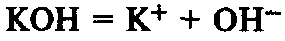 KOH = K⁺ + OH⁻